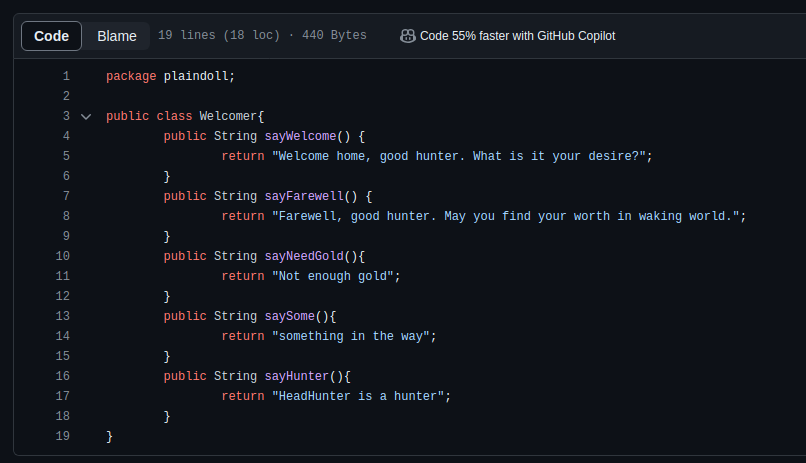 Code Blame 19 lines (18 loc) · 440 Bytes Code 55% faster with GitHub Copilot
1 package plaindoll;
2
3 public class Welcomer{
4 public String sayWelcome() {
5 return "Welcome home, good hunter. What is it your desire?";
6 }
7 public String sayFarewell() {
8 return "Farewell, good hunter. May you find your worth in waking world.";
9 }
10 public String sayNeedGold(){
11 return "Not enough gold";
12 }
13 public String saySome(){
14 return "something in the way";
15 }
16 public String sayHunter(){
17 return "HeadHunter is a hunter";
18 }
19 }